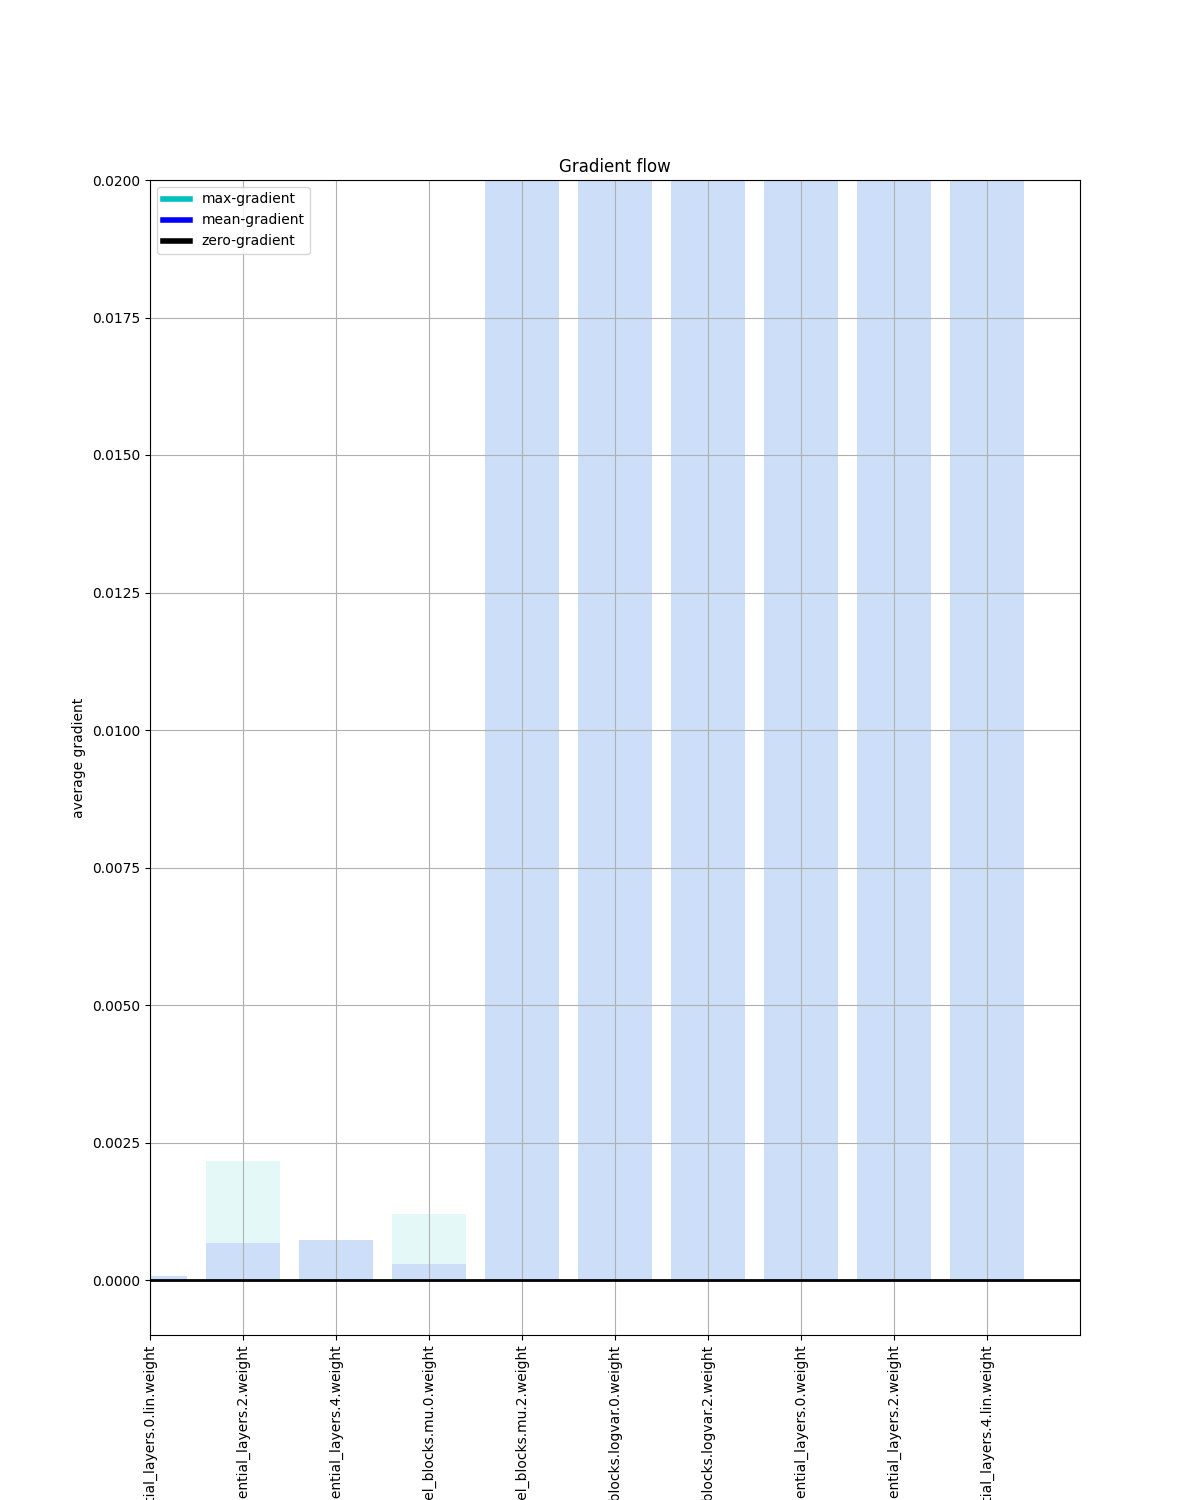 Gradient flow
max-gradient
mean-gradient
zero-gradient
0.0200
0.0175
0.0150
0.0125
0.0100
0.0075
0.0050
0.0025
0.0000
average gradient
tial_layers.0.lin.weight
ential_layers.2.weight
ential_layers.4.weight
el_blocks.mu.0.weight
el_blocks.mu.2.weight
blocks.logvar.0.weight
blocks.logvar.2.weight
ential_layers.0.weight
ential_layers.2.weight
tial_layers.4.lin.weight